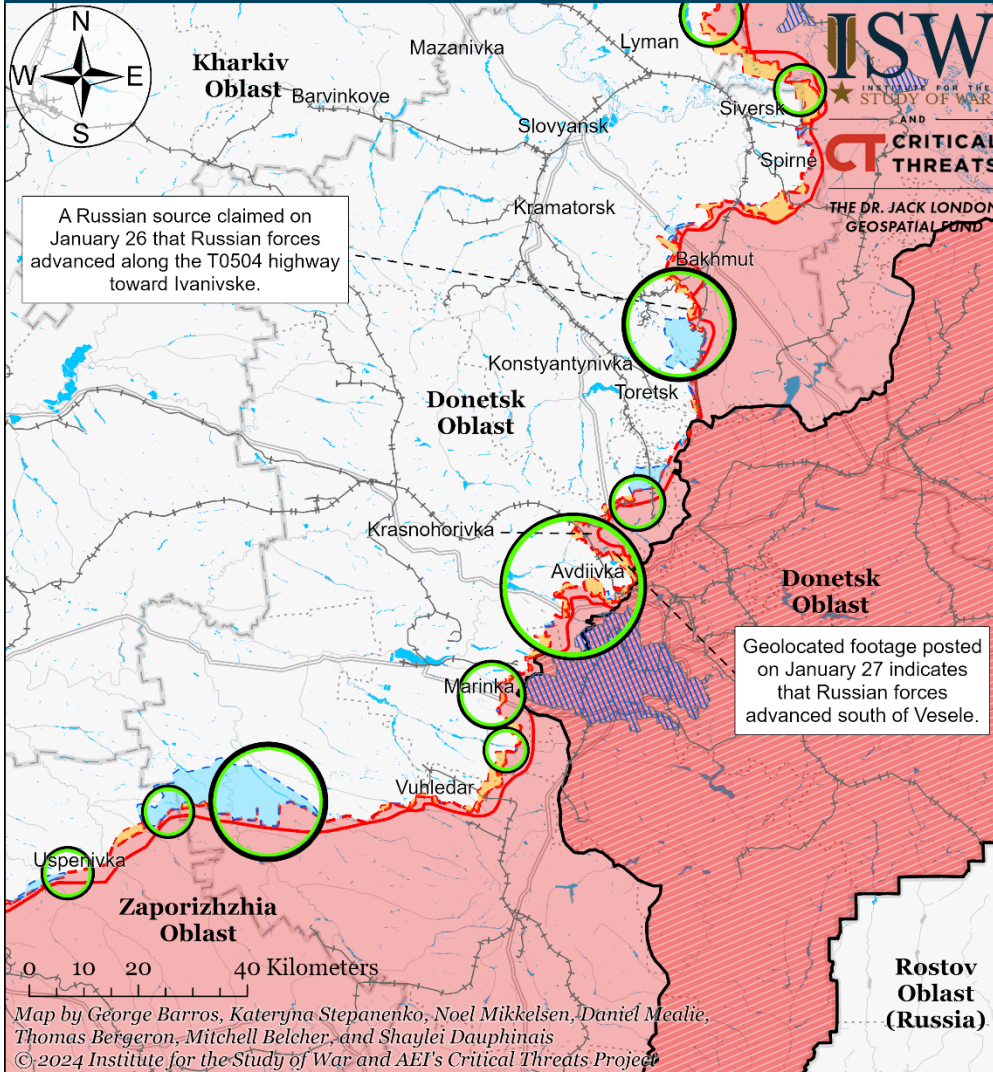 N
W
E
S
ISW
INSTITUTE FOR THE
STUDY OF WAR
AND
CT CRITICAL
THREATS
THE DR. JACK LONDON
GEOSPATIAL FUND
Kharkiv
Oblast
Mazanivka
Lyman
Barvinkove
Slovyansk
Siversk
Spirne
Kramatorsk
A Russian source claimed on
January 26 that Russian forces
advanced along the T0504 highway
toward Ivanivske.
Bakhmut
Konstyantynivka
Toretsk
Donetsk
Oblast
Krasnohorivka
Avdiivka
Donetsk
Oblast
Geolocated footage posted
on January 27 indicates
that Russian forces
advanced south of Vesele.
Marinka
Vuhledar
Uspenivka
Zaporizhzhia
Oblast
0 10 20 40 Kilometers
Rostov
Oblast
(Russia)
Map by George Barros, Kateryna Stepanenko, Noel Mikkelsen, Daniel Mealie,
Thomas Bergeron, Mitchell Belcher, and Shaylei Dauphinais
© 2024 Institute for the Study of War and AEI's Critical Threats Project